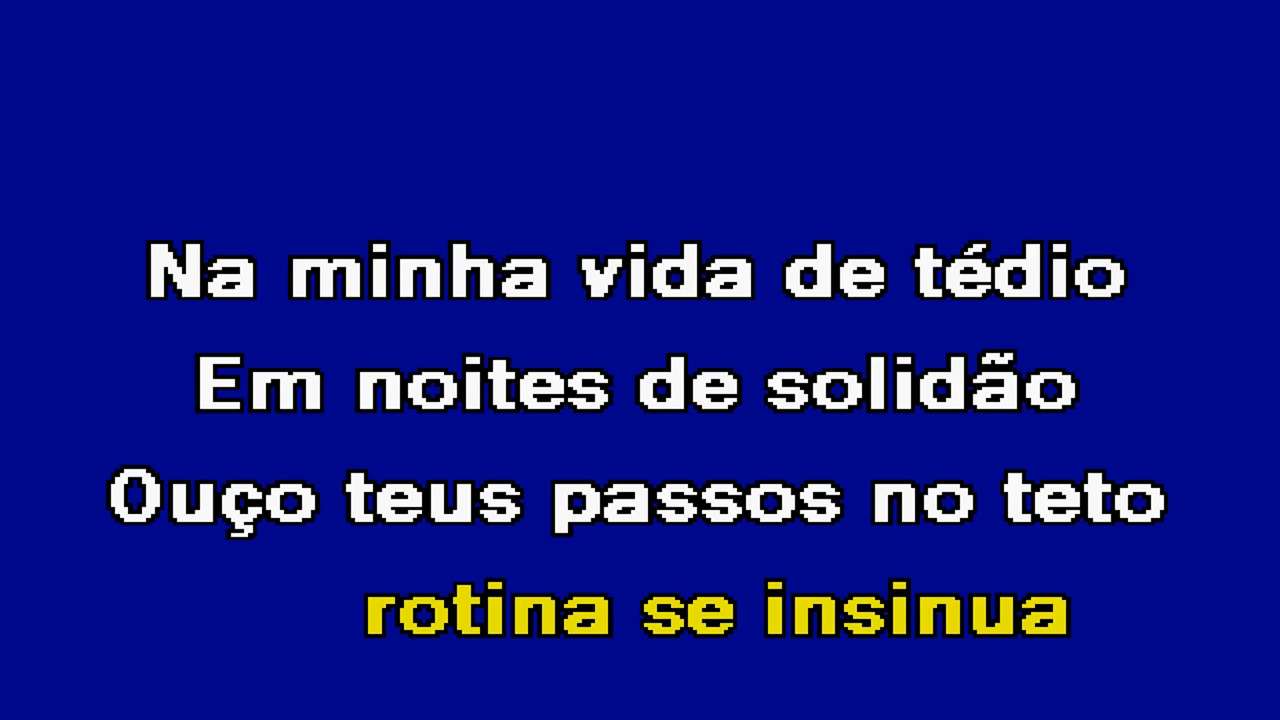 Na minha vida de tédio
Em noites de solidão
Ouço teus passos no teto
rotina se insinua